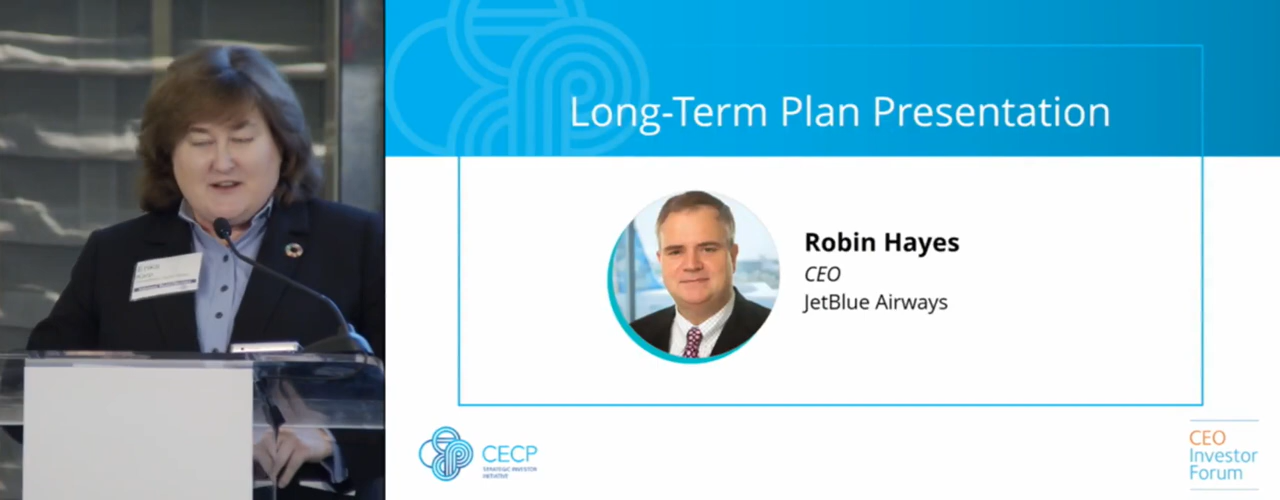 Long-Term Plan Presentation
Robin Hayes
CEO
JetBlue Airways
CECP
STRATEGIC INVESTOR
INITIATIVE
CEO
Investor
Forum